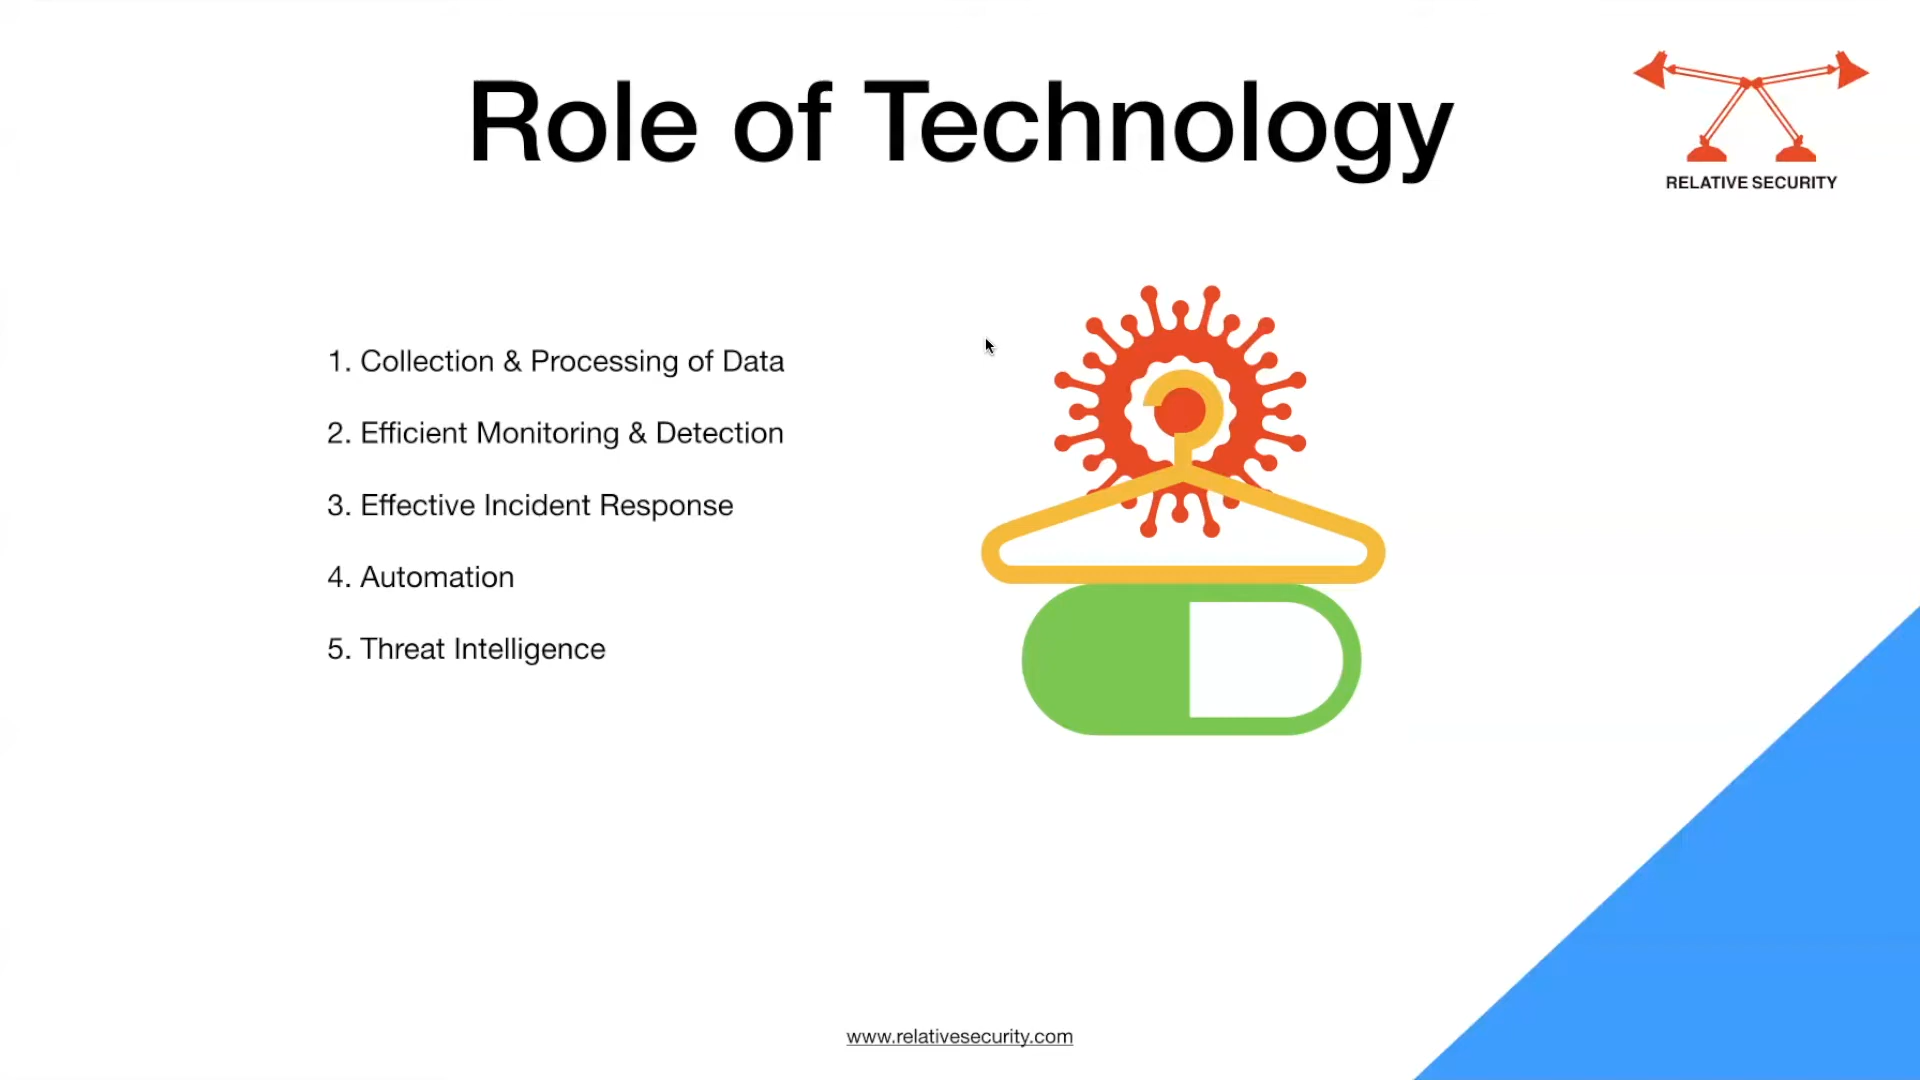 Role of Technology
RELATIVE SECURITY
1. Collection & Processing of Data
2. Efficient Monitoring & Detection
3. Effective Incident Response
4. Automation
5. Threat Intelligence
www.relativesecurity.com